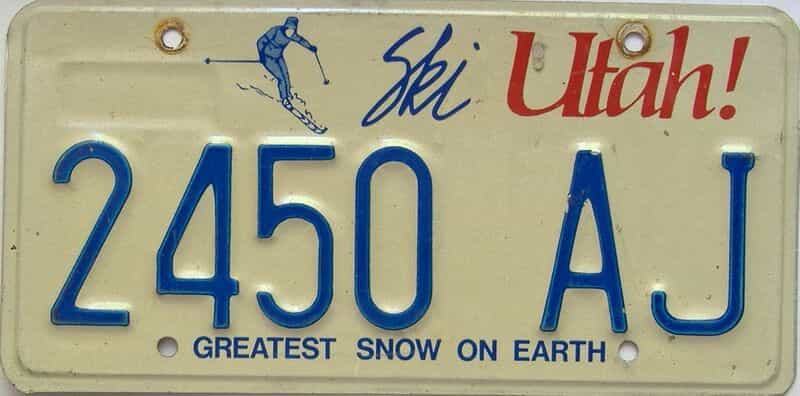 Ski Utah!
2450 AJ
GREATEST SNOW ON EARTH